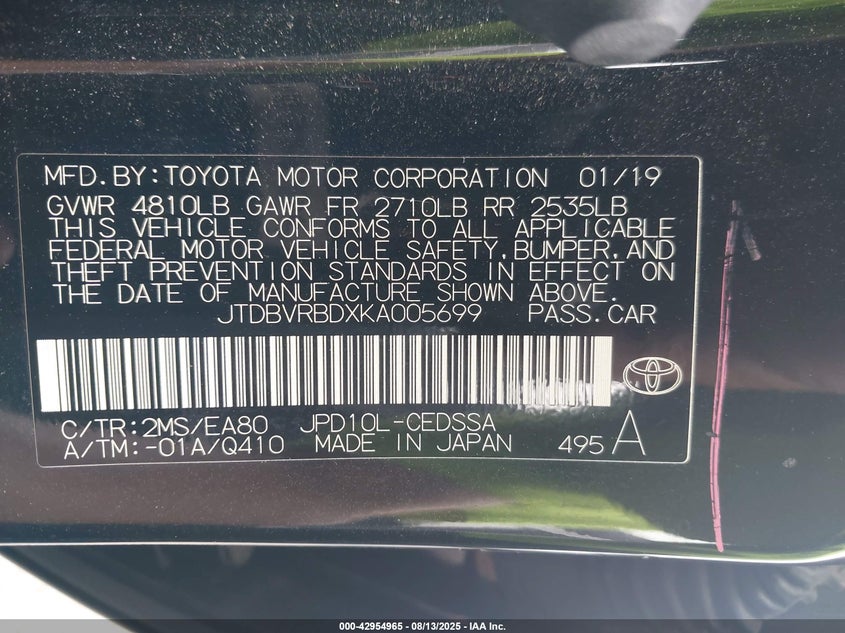 MFD.BY:TOYOTA MOTOR CORPORATION 01/19
GVWR 4810LB GAWR FR 2710LB RR 2535LB
THIS VEHICLE CONFORMS TO ALL APPLICABLE
FEDERAL MOTOR VEHICLE SAFETY,BUMPER,AND
THEFT PREVENTION STANDARDS IN EFFECT ON
THE DATE OF MANUFACTURE SHOWN ABOVE.
JTDBVRBDXKA005699 PASS.CAR
C/TR:2MS/EA80 JPD10L-CEDSSA
A/TM:-01A/Q410 MADE IN JAPAN 495 A
000-42954965 - 08/13/2025 - IAA Inc.